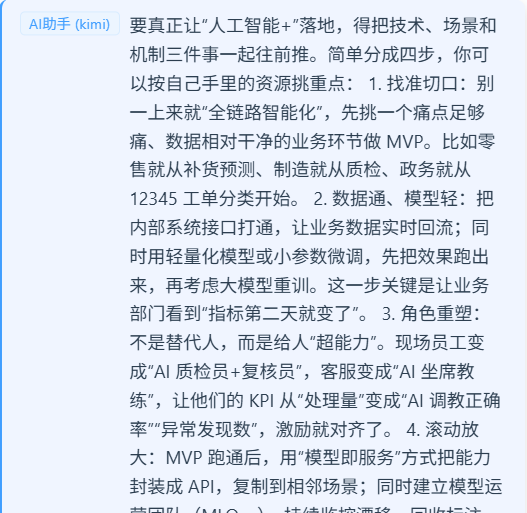 AI助手 (kimi)
要真正让“人工智能+”落地，得把技术、场景和
机制三件事一起往前推。简单分成四步，你可
以按自己手里的资源挑重点： 1. 找准切口：别
一上来就“全链路智能化”，先挑一个痛点足够
痛、数据相对干净的业务环节做 MVP。比如零
售就从补货预测、制造就从质检、政务就从
12345 工单分类开始。 2. 数据通、模型轻：把
内部系统接口打通，让业务数据实时回流；同
时用轻量化模型或小参数微调，先把效果跑出
来，再考虑大模型重训。这一步关键是让业务
部门看到“指标第二天就变了”。 3. 角色重塑：
不是替代人，而是给人“超能力”。现场员工变
成“AI 质检员+复核员”，客服变成“AI 坐席教
练”，让他们的 KPI 从“处理量”变成“AI 调教正确
率”“异常发现数”，激励就对齐了。 4. 滚动放
大：MVP 跑通后，用“模型即服务”方式把能力
封装成 API，复制到相邻场景；同时建立模型运